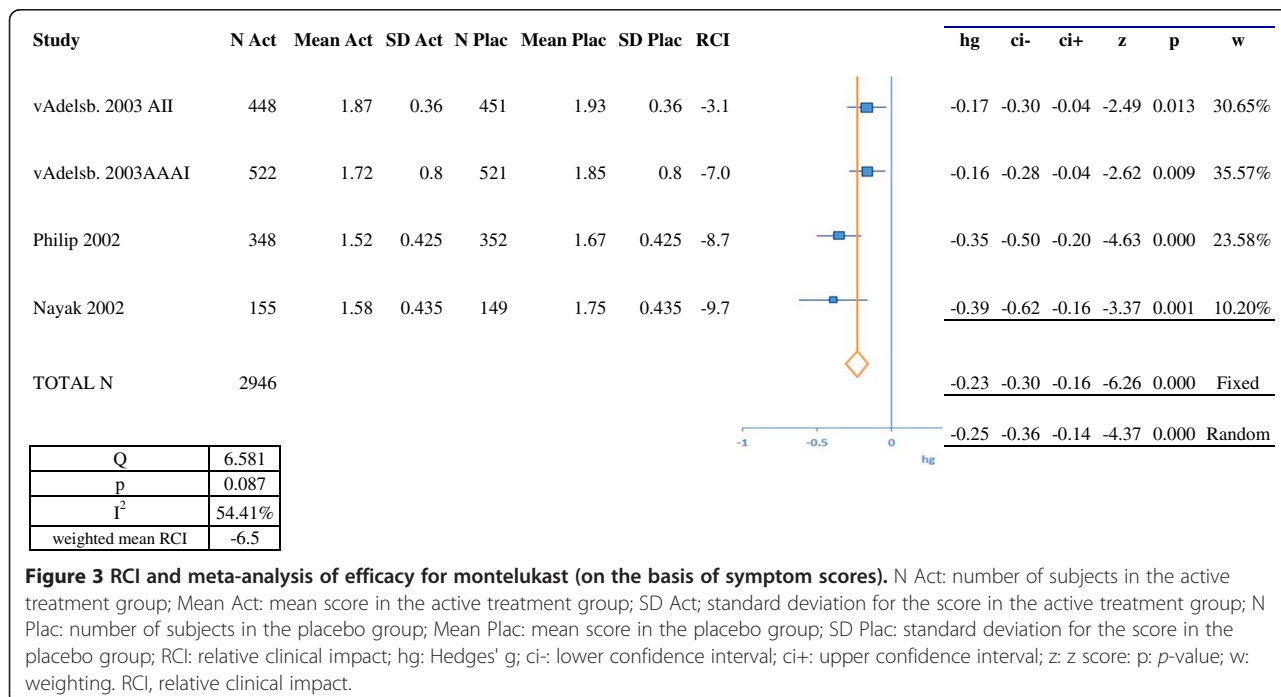 Study N Act Mean Act SD Act N Plac Mean Plac SD Plac RCI hg ci- ci+ z p w
vAdelsb. 2003 AII 448 1.87 0.36 451 1.93 0.36 -3.1 -0.17 -0.30 -0.04 -2.49 0.013 30.65%
vAdelsb. 2003AAAI 522 1.72 0.8 521 1.85 0.8 -7.0 -0.16 -0.28 -0.04 -2.62 0.009 35.57%
Philip 2002 348 1.52 0.425 352 1.67 0.425 -8.7 -0.35 -0.50 -0.20 -4.63 0.000 23.58%
Nayak 2002 155 1.58 0.435 149 1.75 0.435 -9.7 -0.39 -0.62 -0.16 -3.37 0.001 10.20%
TOTAL N 2946 -0.23 -0.30 -0.16 -6.26 0.000 Fixed
-0.25 -0.36 -0.14 -4.37 0.000 Random
-1 -0.5 0
hg
Q 6.581
p 0.087
I² 54.41%
weighted mean RCI -6.5
Figure 3 RCI and meta-analysis of efficacy for montelukast (on the basis of symptom scores). N Act: number of subjects in the active
treatment group; Mean Act: mean score in the active treatment group; SD Act; standard deviation for the score in the active treatment group; N
Plac: number of subjects in the placebo group; Mean Plac: mean score in the placebo group; SD Plac: standard deviation for the score in the
placebo group; RCI: relative clinical impact; hg: Hedges' g; ci-: lower confidence interval; ci+: upper confidence interval; z: z score: p: p-value; w:
weighting. RCI, relative clinical impact.